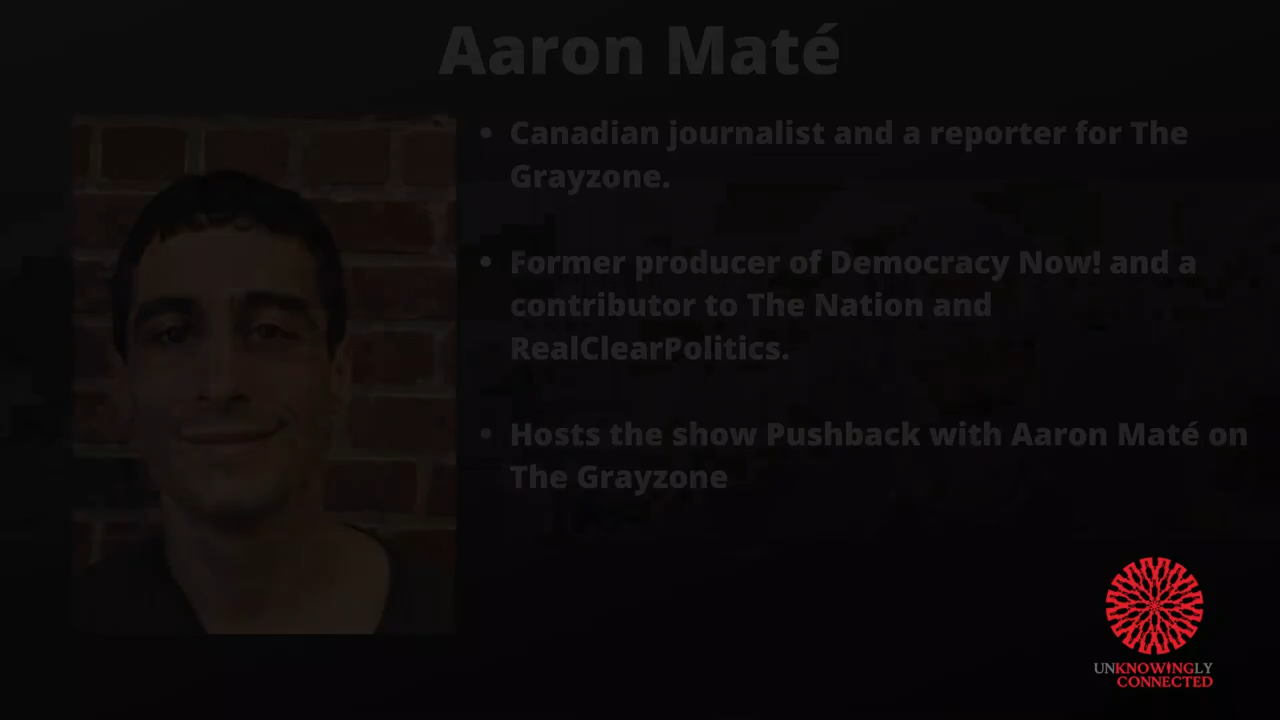 Aaron Maté
• Canadian journalist and a reporter for The
Grayzone.
• Former producer of Democracy Now! and a
contributor to The Nation and
RealClearPolitics.
• Hosts the show Pushback with Aaron Maté on
The Grayzone
UNKNOWINGLY
CONNECTED